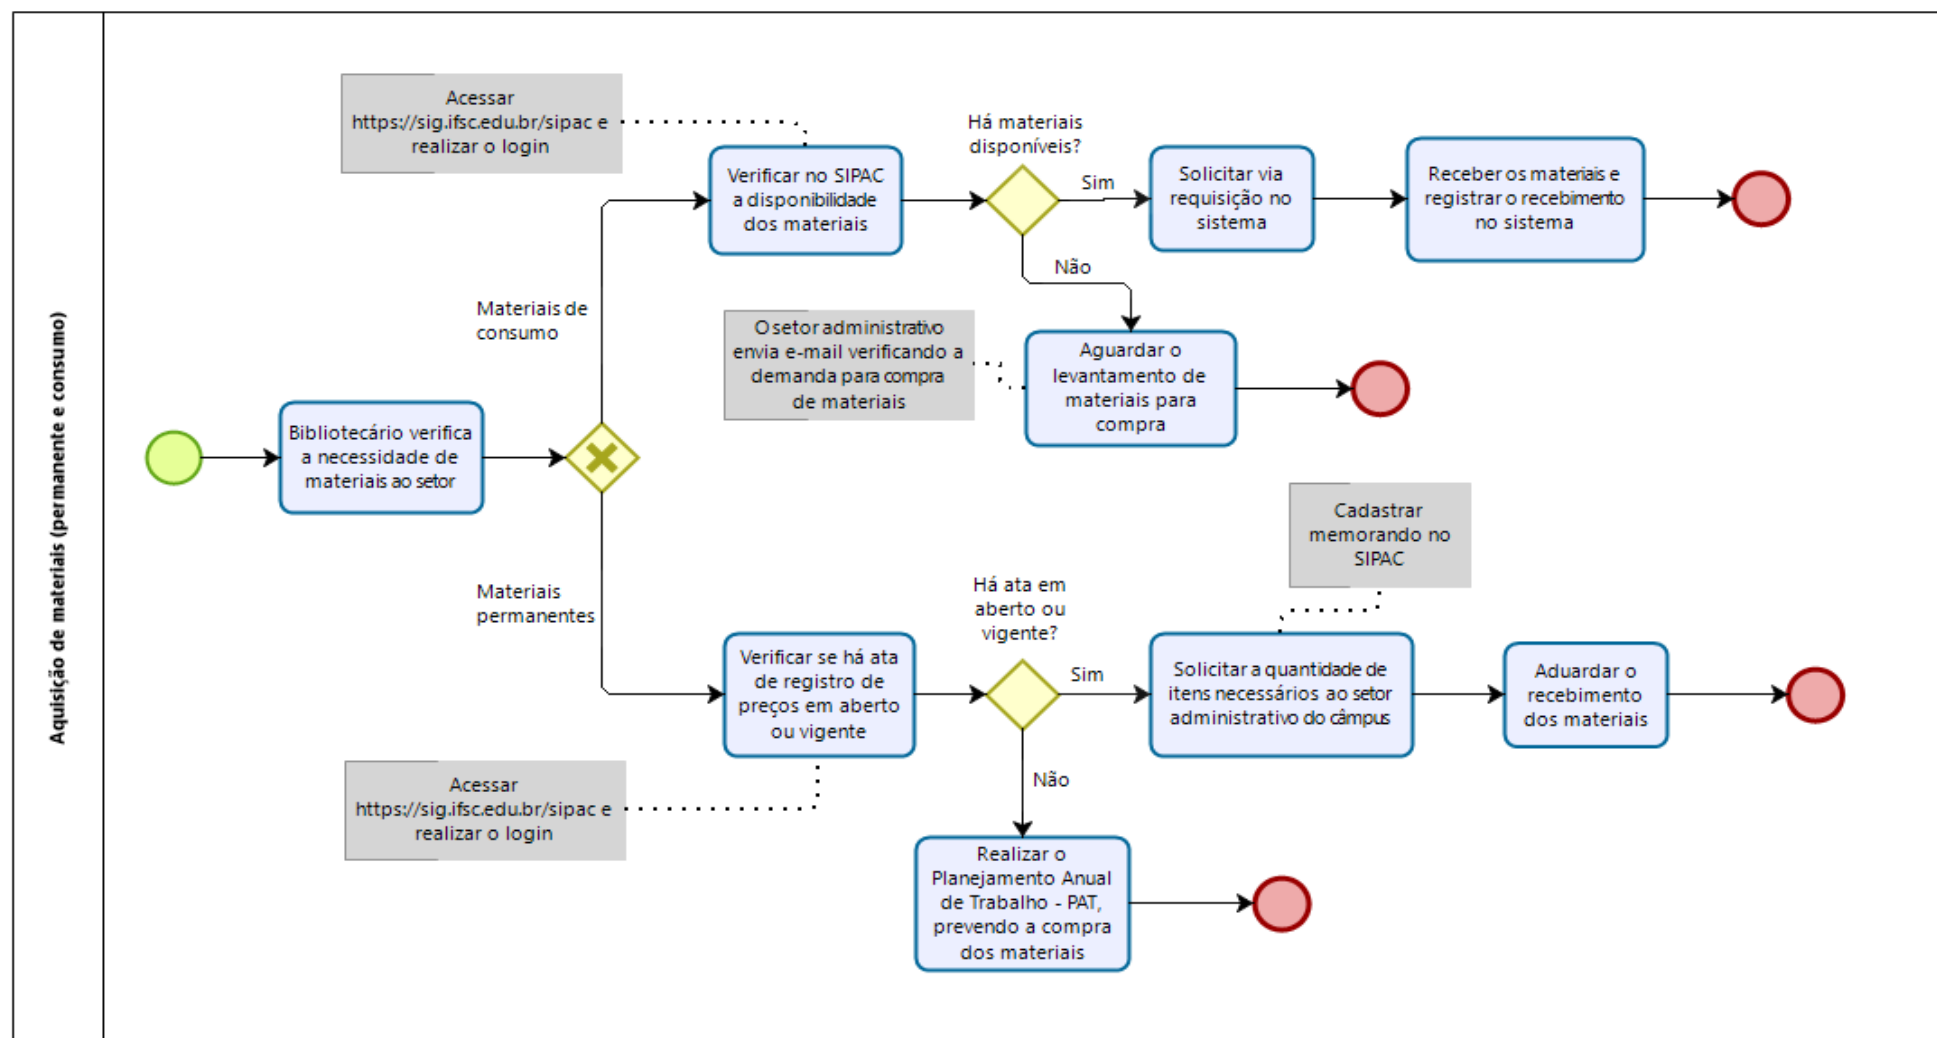 Aquisição de materiais (permanente e consumo)
Acessar
https://sig.ifsc.edu.br/sipac e
realizar o login
Verificar no SIPAC
a disponibilidade
dos materiais
Há materiais
disponíveis?
Sim
Solicitar via
requisição no
sistema
Receber os materiais e
registrar o recebimento
no sistema
Não
Materiais de
consumo
O setor administrativo
envia e-mail verificando a
demanda para compra
de materiais
Aguardar o
levantamento de
materiais para
compra
Bibliotecário verifica
a necessidade de
materiais ao setor
Cadastrar
memorando no
SIPAC
Materiais
permanentes
Há ata em
aberto ou
vigente?
Verificar se há ata
de registro de
preços em aberto
ou vigente
Sim
Solicitar a quantidade de
itens necessários ao setor
administrativo do câmpus
Aduardar o
recebimento
dos materiais
Acessar
https://sig.ifsc.edu.br/sipac e
realizar o login
Não
Realizar o
Planejamento Anual
de Trabalho - PAT,
prevendo a compra
dos materiais